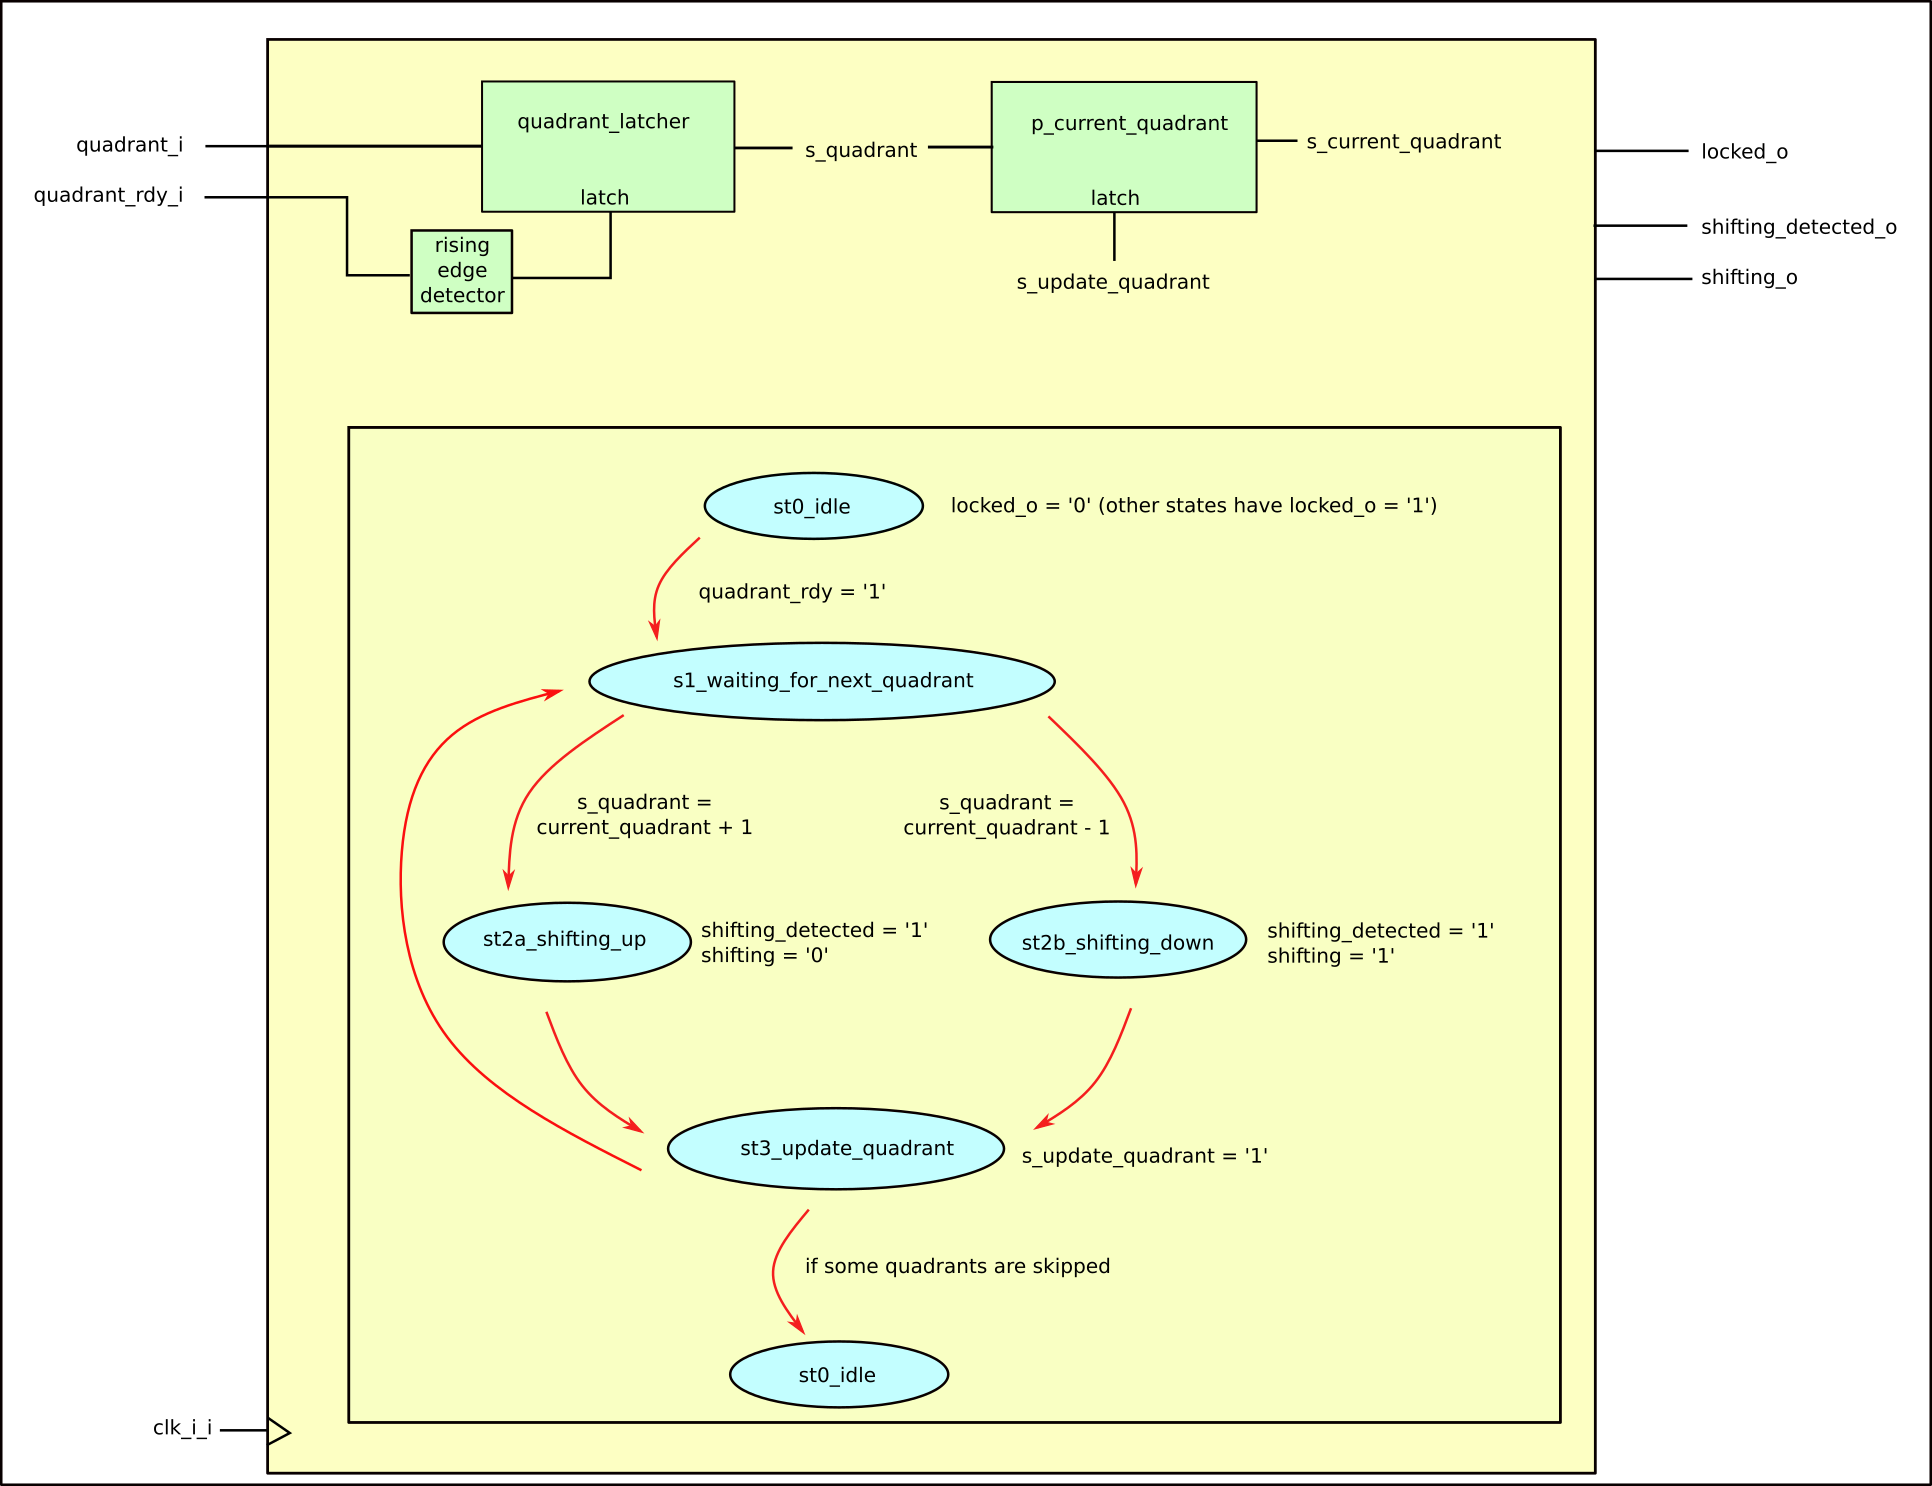 quadrant_latcher
p_current_quadrant
quadrant_i
s_quadrant
s_current_quadrant
locked_o
quadrant_rdy_i
latch
latch
shifting_detected_o
rising
edge
detector
s_update_quadrant
shifting_o
st0_idle
locked_o = '0' (other states have locked_o = '1')
quadrant_rdy = '1'
s1_waiting_for_next_quadrant
s_quadrant =
current_quadrant + 1
s_quadrant =
current_quadrant - 1
st2a_shifting_up
shifting_detected = '1'
shifting = '0'
st2b_shifting_down
shifting_detected = '1'
shifting = '1'
st3_update_quadrant
s_update_quadrant = '1'
if some quadrants are skipped
st0_idle
clk_i_i